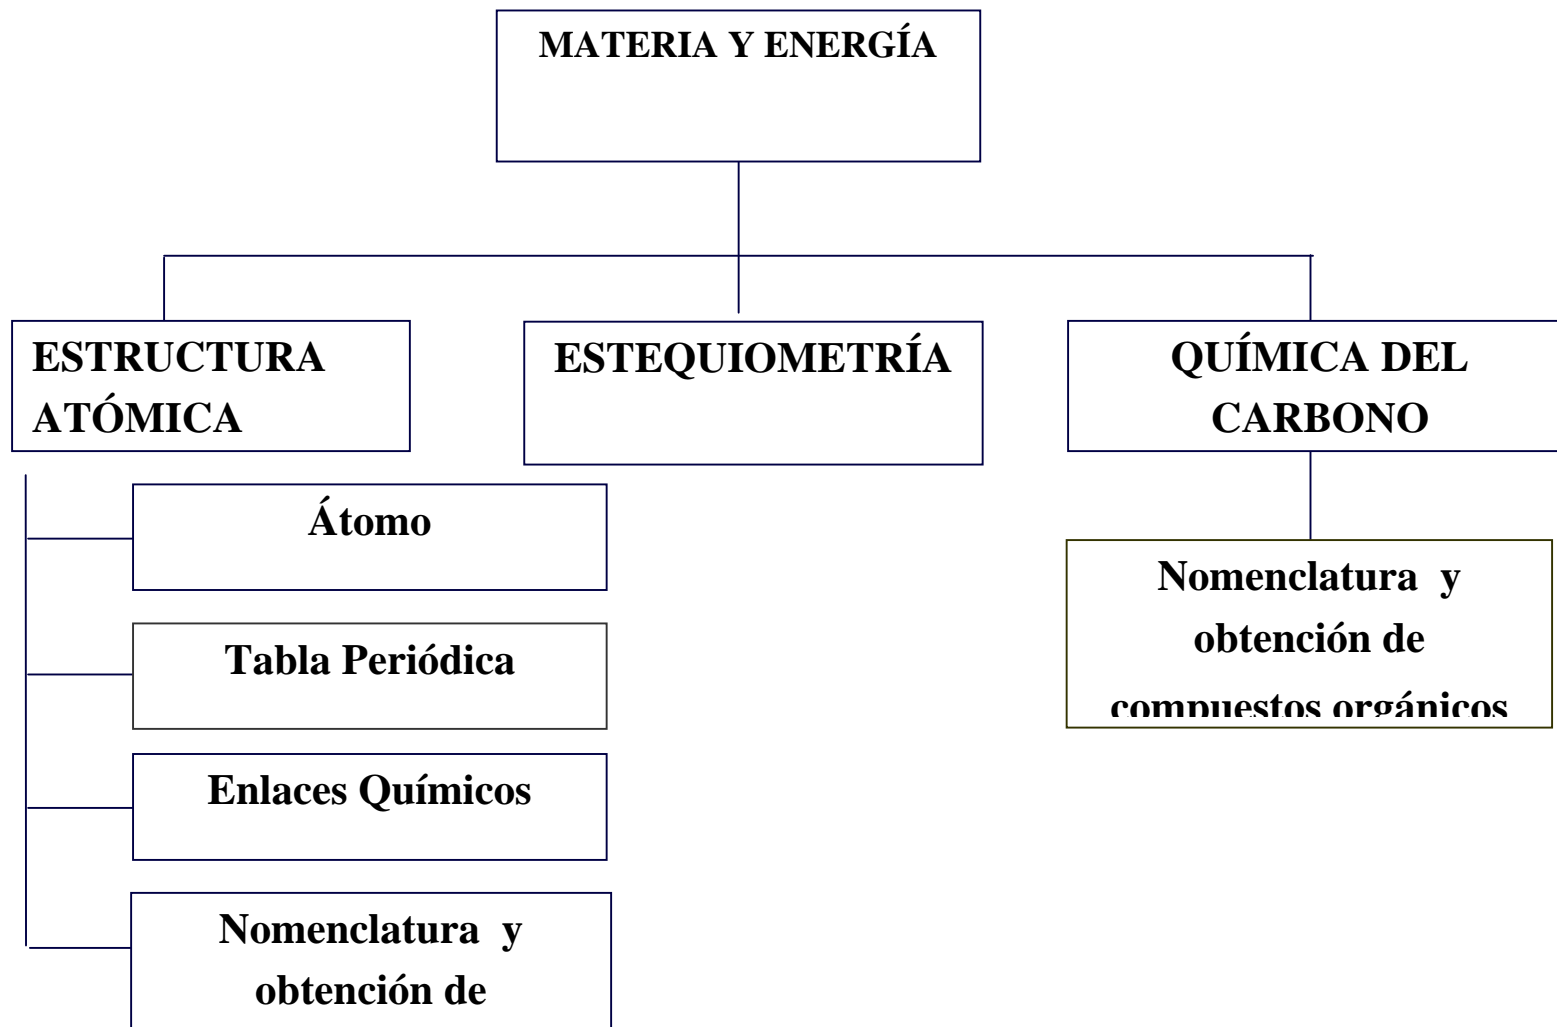 MATERIA Y ENERGÍA
ESTRUCTURA
ATÓMICA
ESTEQUIOMETRÍA
QUÍMICA DEL
CARBONO
Átomo
Tabla Periódica
Enlaces Químicos
Nomenclatura y
obtención de
Nomenclatura y
obtención de
compuestos orgánicos